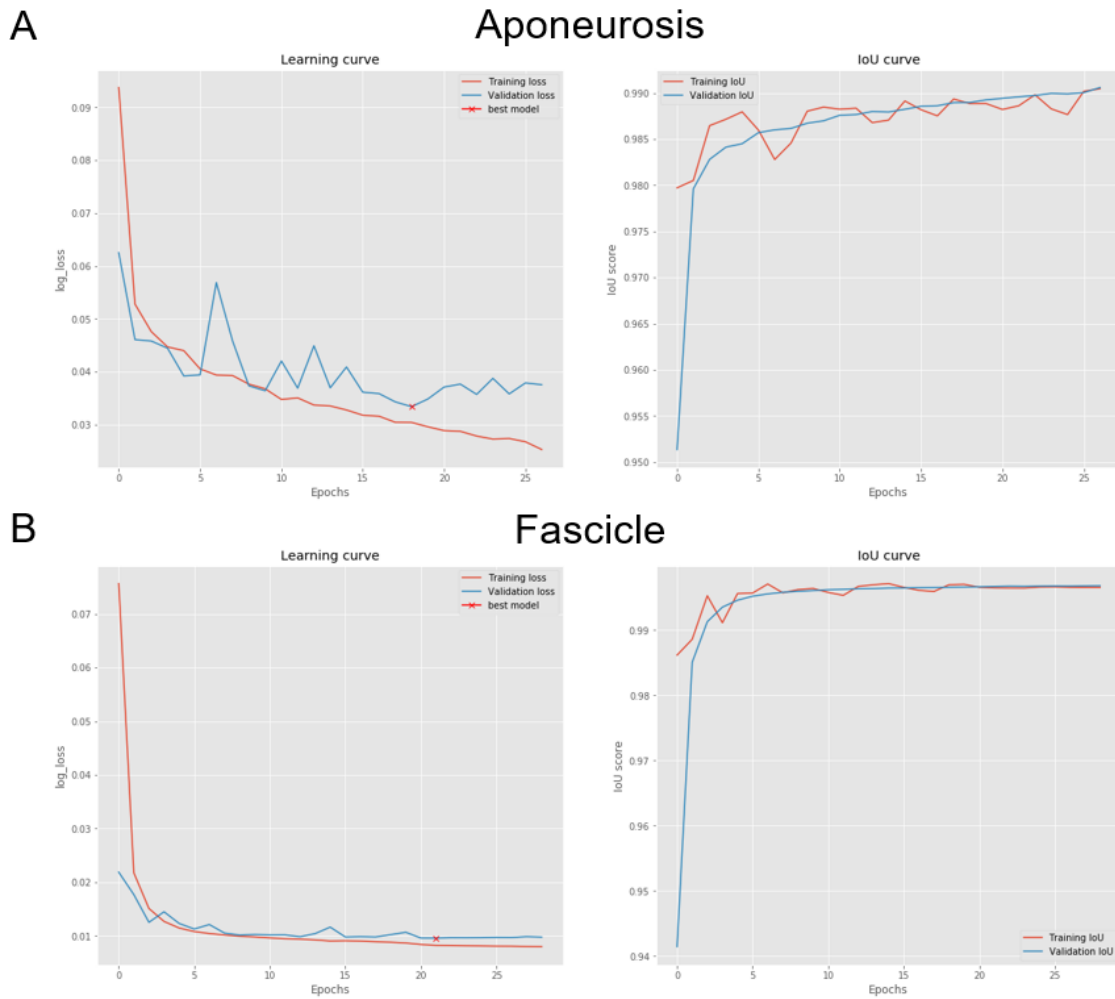 A
Aponeurosis
Learning curve
Training loss
Validation loss
best model
0.09
0.08
0.07
0.06
0.05
0.04
0.03
log_loss
0
5
10
15
20
25
Epochs
IoU curve
Training IoU
Validation IoU
0.990
0.985
0.980
0.975
0.970
0.965
0.960
0.955
0.950
IoU score
0
5
10
15
20
25
Epochs
B
Fascicle
Learning curve
Training loss
Validation loss
best model
0.07
0.06
0.05
0.04
0.03
0.02
0.01
log_loss
0
5
10
15
20
25
Epochs
IoU curve
0.99
0.98
0.97
0.96
0.95
0.94
IoU score
Training IoU
Validation IoU
0
5
10
15
20
25
Epochs